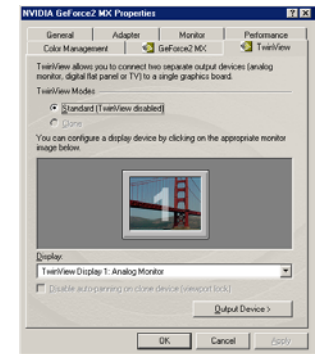 NVIDIA GeForce2 MX Properties
General Adapter Monitor Performance
Color Management GeForce2 MX TwinView
TwinView allows you to connect two separate output devices (analog
monitor, digital flat panel or TV) to a single graphics board.
TwinView Modes
Standard (TwinView disabled)
Clone
You can configure a display device by clicking on the appropriate monitor
image below.
1
Display:
TwinView Display 1: Analog Monitor
Disable auto-panning on clone device (viewport lock)
Output Device >
OK Cancel Apply